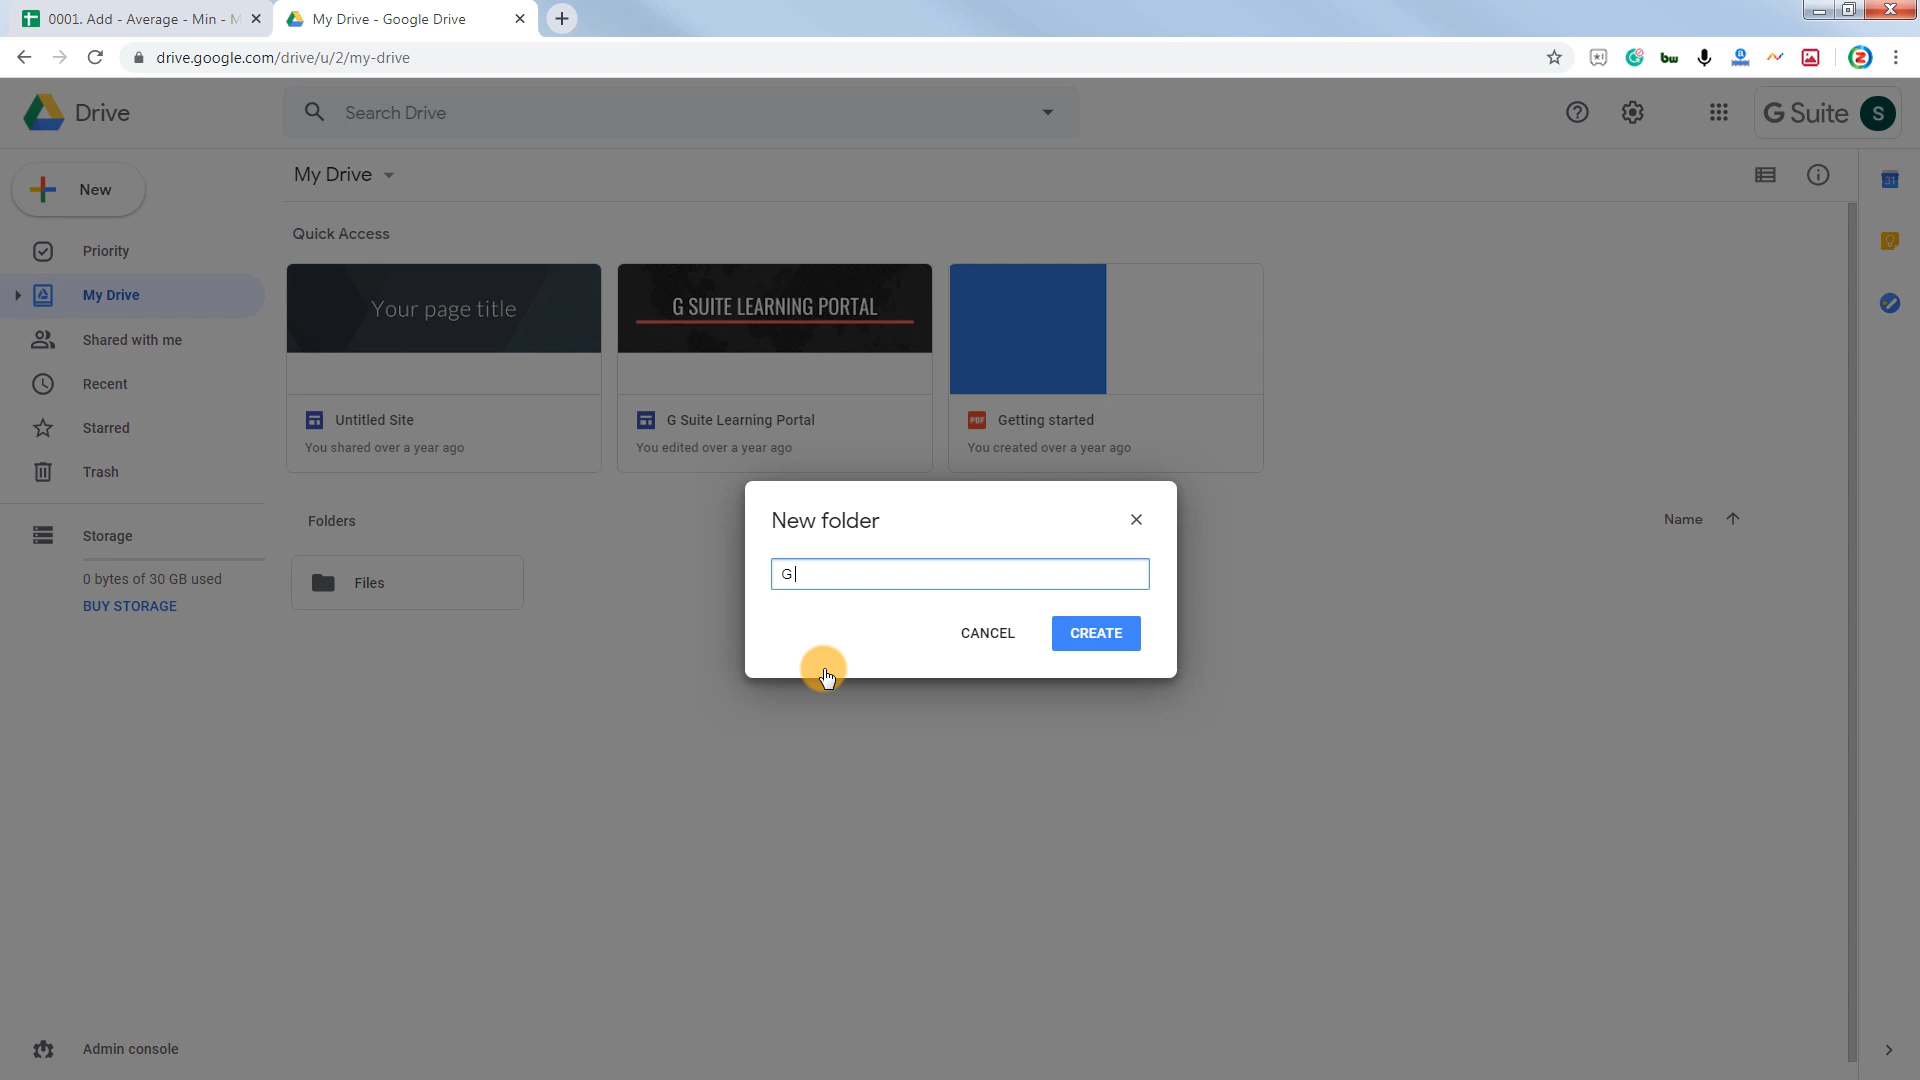 0001. Add - Average - Min - M
My Drive - Google Drive
drive.google.com/drive/u/2/my-drive
bw
Drive
Search Drive
G Suite
S
New
My Drive
31
Priority
Quick Access
My Drive
Your page title
G SUITE LEARNING PORTAL
Shared with me
Recent
Untitled Site
G Suite Learning Portal
PDF
Getting started
Starred
You shared over a year ago
You edited over a year ago
You created over a year ago
Trash
Storage
Folders
New folder
Name
0 bytes of 30 GB used
Files
G
BUY STORAGE
CANCEL
CREATE
Admin console